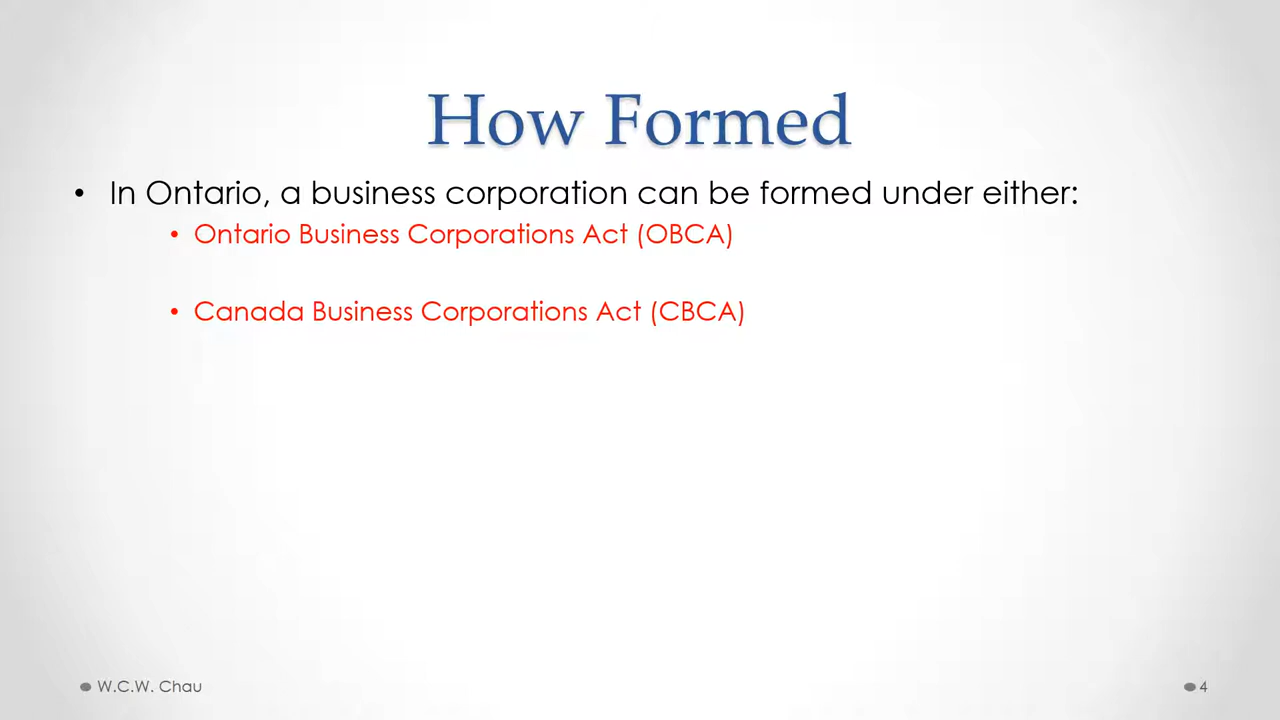 How Formed
• In Ontario, a business corporation can be formed under either:
• Ontario Business Corporations Act (OBCA)
• Canada Business Corporations Act (CBCA)
W.C.W. Chau
4